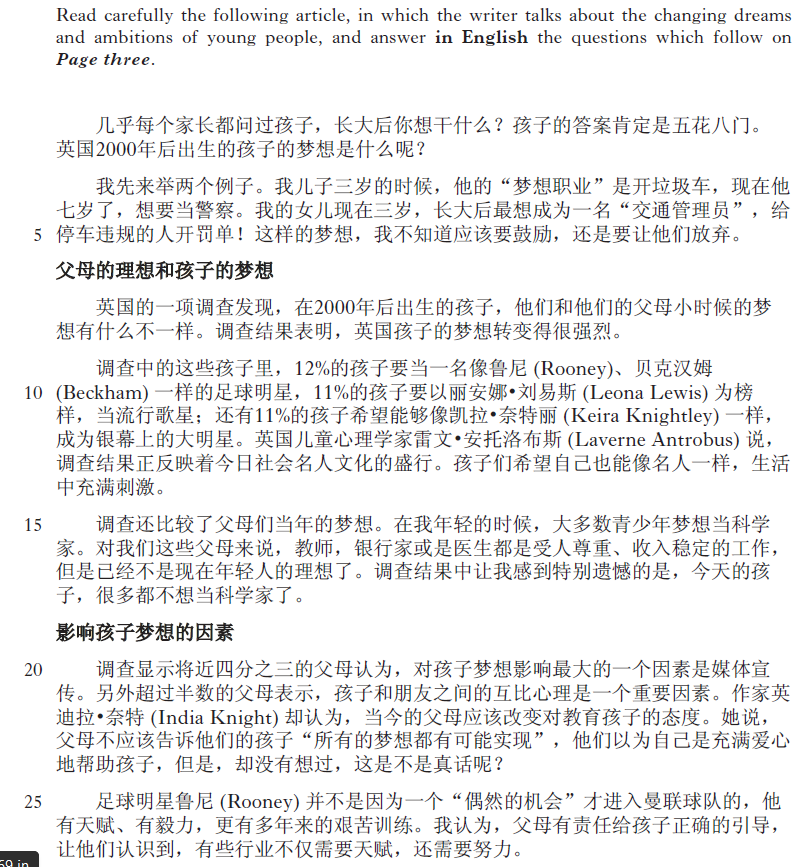 Read carefully the following article, in which the writer talks about the changing dreams
and ambitions of young people, and answer in English the questions which follow on
Page three.
几乎每个家长都问过孩子，长大后你想干什么？孩子的答案肯定是五花八门。
英国2000年后出生的孩子的梦想是什么呢？
我先来举两个例子。我儿子三岁的时候，他的“梦想职业”是开垃圾车，现在他
七岁了，想要当警察。我的女儿现在三岁，长大后最想成为一名“交通管理员”，给
5 停车违规的人开罚单！这样的梦想，我不知道应该要鼓励，还是要让他们放弃。
父母的理想和孩子的梦想
英国的一项调查发现，在2000年后出生的孩子，他们和他们的父母小时候的梦
想有什么不一样。调查结果表明，英国孩子的梦想转变得很强烈。
调查中的这些孩子里，12%的孩子要当一名像鲁尼 (Rooney)、贝克汉姆
10 (Beckham) 一样的足球明星，11%的孩子要以丽安娜•刘易斯 (Leona Lewis) 为榜
样，当流行歌星；还有11%的孩子希望能够像凯拉•奈特丽 (Keira Knightley) 一样，
成为银幕上的大明星。英国儿童心理学家雷文•安托洛布斯 (Laverne Antrobus) 说，
调查结果正反映着今日社会名人文化的盛行。孩子们希望自己也能像名人一样，生活
中充满刺激。
15 调查还比较了父母们当年的梦想。在我年轻的时候，大多数青少年梦想当科学
家。对我们这些父母来说，教师，银行家或是医生都是受人尊重、收入稳定的工作，
但是已经不是现在年轻人的理想了。调查结果中让我感到特别遗憾的是，今天的孩
子，很多都不想当科学家了。
影响孩子梦想的因素
20 调查显示将近四分之三的父母认为，对孩子梦想影响最大的一个因素是媒体宣
传。另外超过半数的父母表示，孩子和朋友之间的互比心理是一个重要因素。作家英
迪拉•奈特 (India Knight) 却认为，当今的父母应该改变对教育孩子的态度。她说，
父母不应该告诉他们的孩子“所有的梦想都有可能实现”，他们以为自己是充满爱心
地帮助孩子，但是，却没有想过，这是不是真话呢？
25 足球明星鲁尼 (Rooney) 并不是因为一个“偶然的机会”才进入曼联球队的，他
有天赋、有毅力，更有多年来的艰苦训练。我认为，父母有责任给孩子正确的引导，
让他们认识到，有些行业不仅需要天赋，还需要努力。